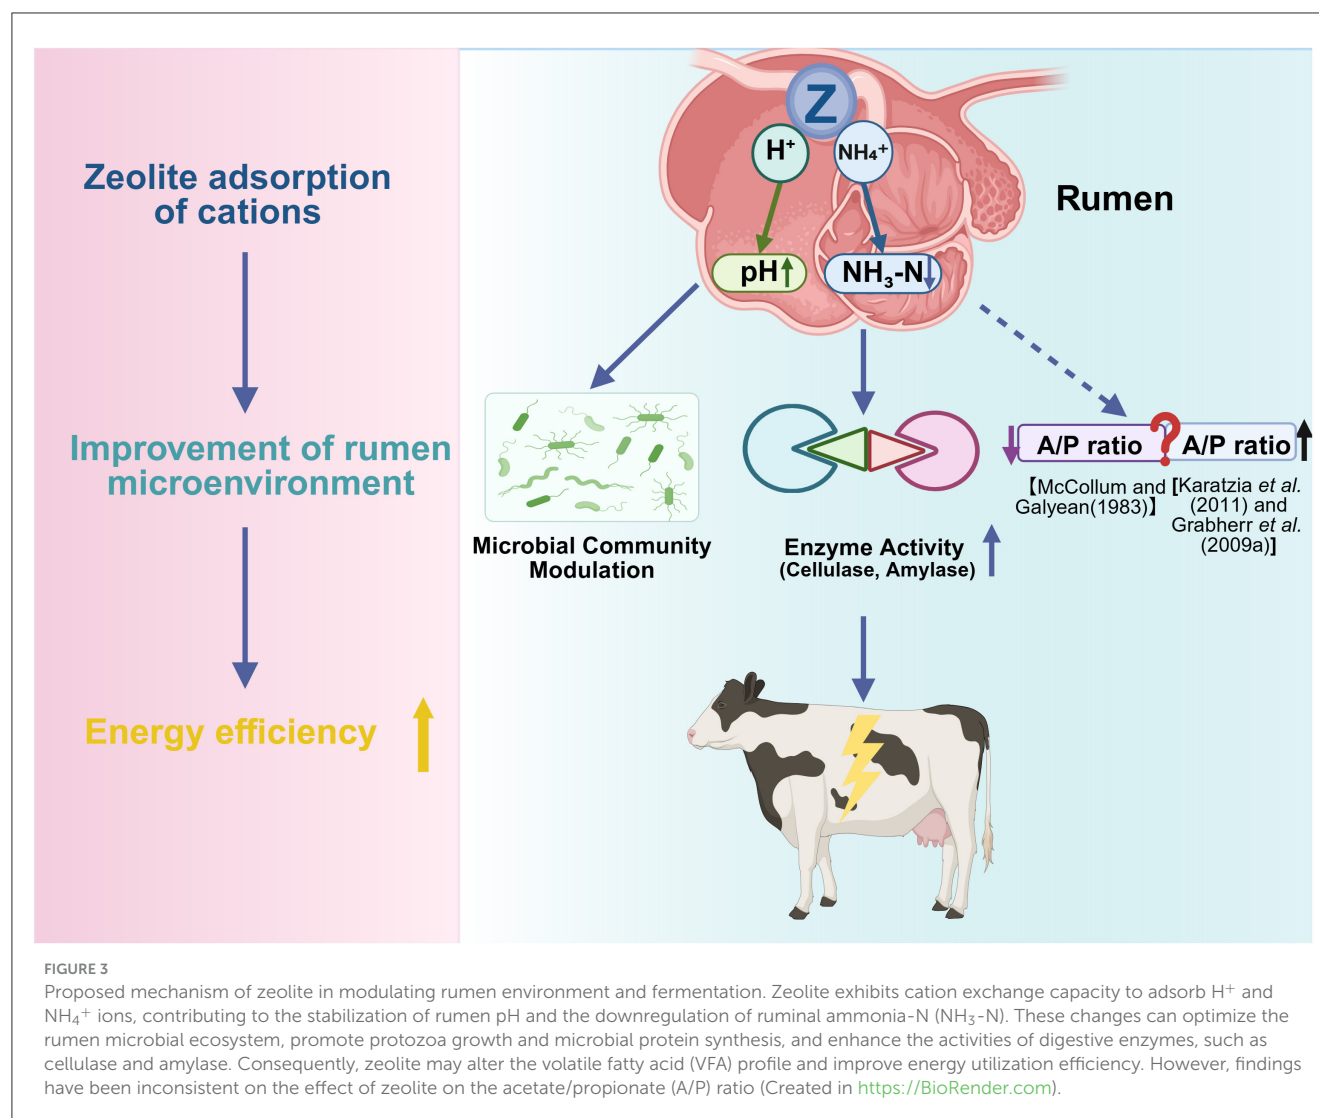 Zeolite adsorption
of cations
Improvement of rumen
microenvironment
Energy efficiency
Z
H⁺
NH₄⁺
Rumen
pH
NH₃-N
Microbial Community
Modulation
Enzyme Activity
(Cellulase, Amylase)
A/P ratio
?
A/P ratio
【McCollum and
Galyean(1983)】
[Karatzia et al.
(2011) and
Grabherr et al.
(2009a)]
FIGURE 3
Proposed mechanism of zeolite in modulating rumen environment and fermentation. Zeolite exhibits cation exchange capacity to adsorb H⁺ and
NH₄⁺ ions, contributing to the stabilization of rumen pH and the downregulation of ruminal ammonia-N (NH₃-N). These changes can optimize the
rumen microbial ecosystem, promote protozoa growth and microbial protein synthesis, and enhance the activities of digestive enzymes, such as
cellulase and amylase. Consequently, zeolite may alter the volatile fatty acid (VFA) profile and improve energy utilization efficiency. However, findings
have been inconsistent on the effect of zeolite on the acetate/propionate (A/P) ratio (Created in https://BioRender.com).